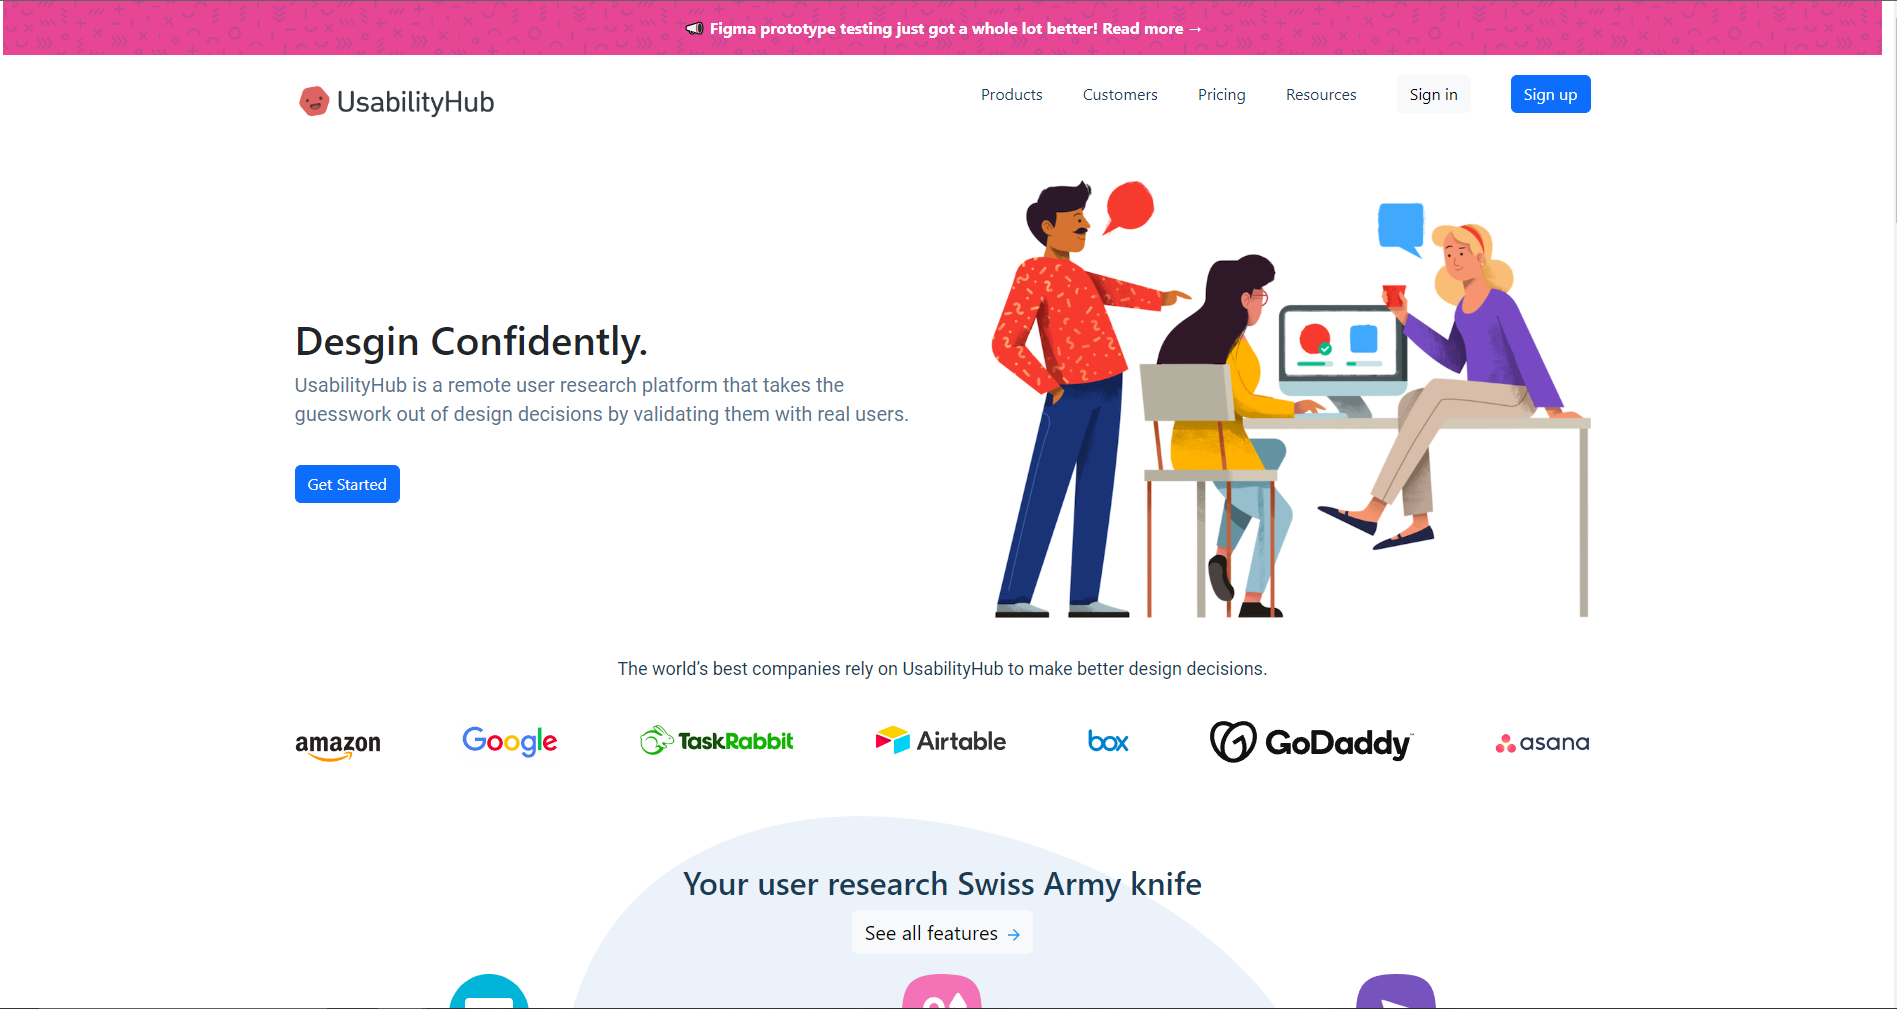 Figma prototype testing just got a whole lot better! Read more →
UsabilityHub
Products
Customers
Pricing
Resources
Sign in
Sign up
Desgin Confidently.
UsabilityHub is a remote user research platform that takes the
guesswork out of design decisions by validating them with real users.
Get Started
The world’s best companies rely on UsabilityHub to make better design decisions.
amazon
Google
TaskRabbit
Airtable
box
GoDaddy
asana
Your user research Swiss Army knife
See all features →